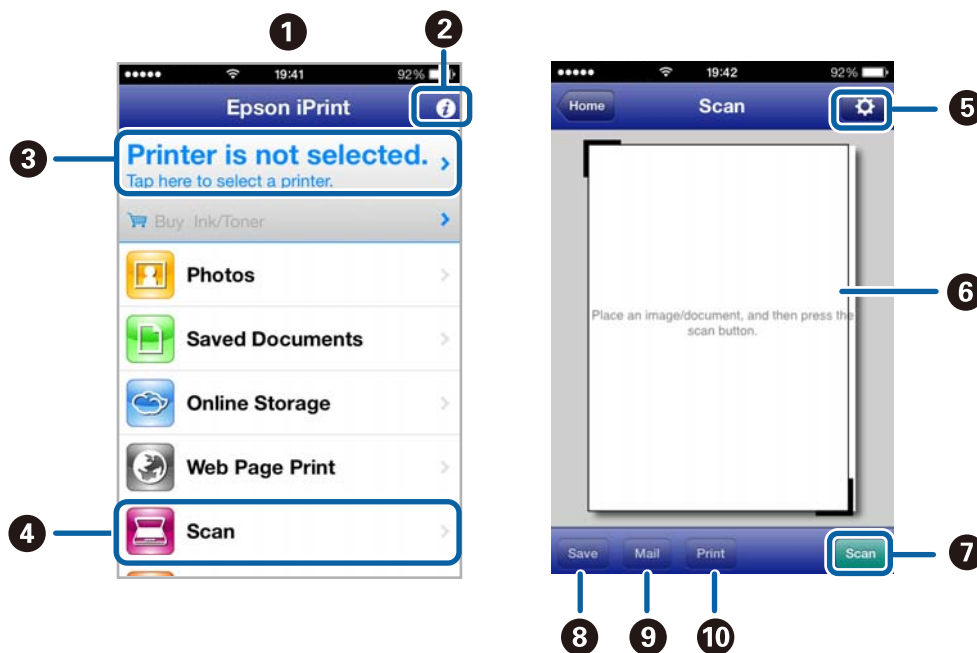 1
2
19:41
92%
Epson iPrint
i
3
Printer is not selected.
Tap here to select a printer.
Buy Ink/Toner
Photos
Saved Documents
Online Storage
Web Page Print
4
Scan
19:42
92%
Home
Scan
5
6
Place an image/document, and then press the
scan button.
Save
Mail
Print
Scan
7
8
9
10